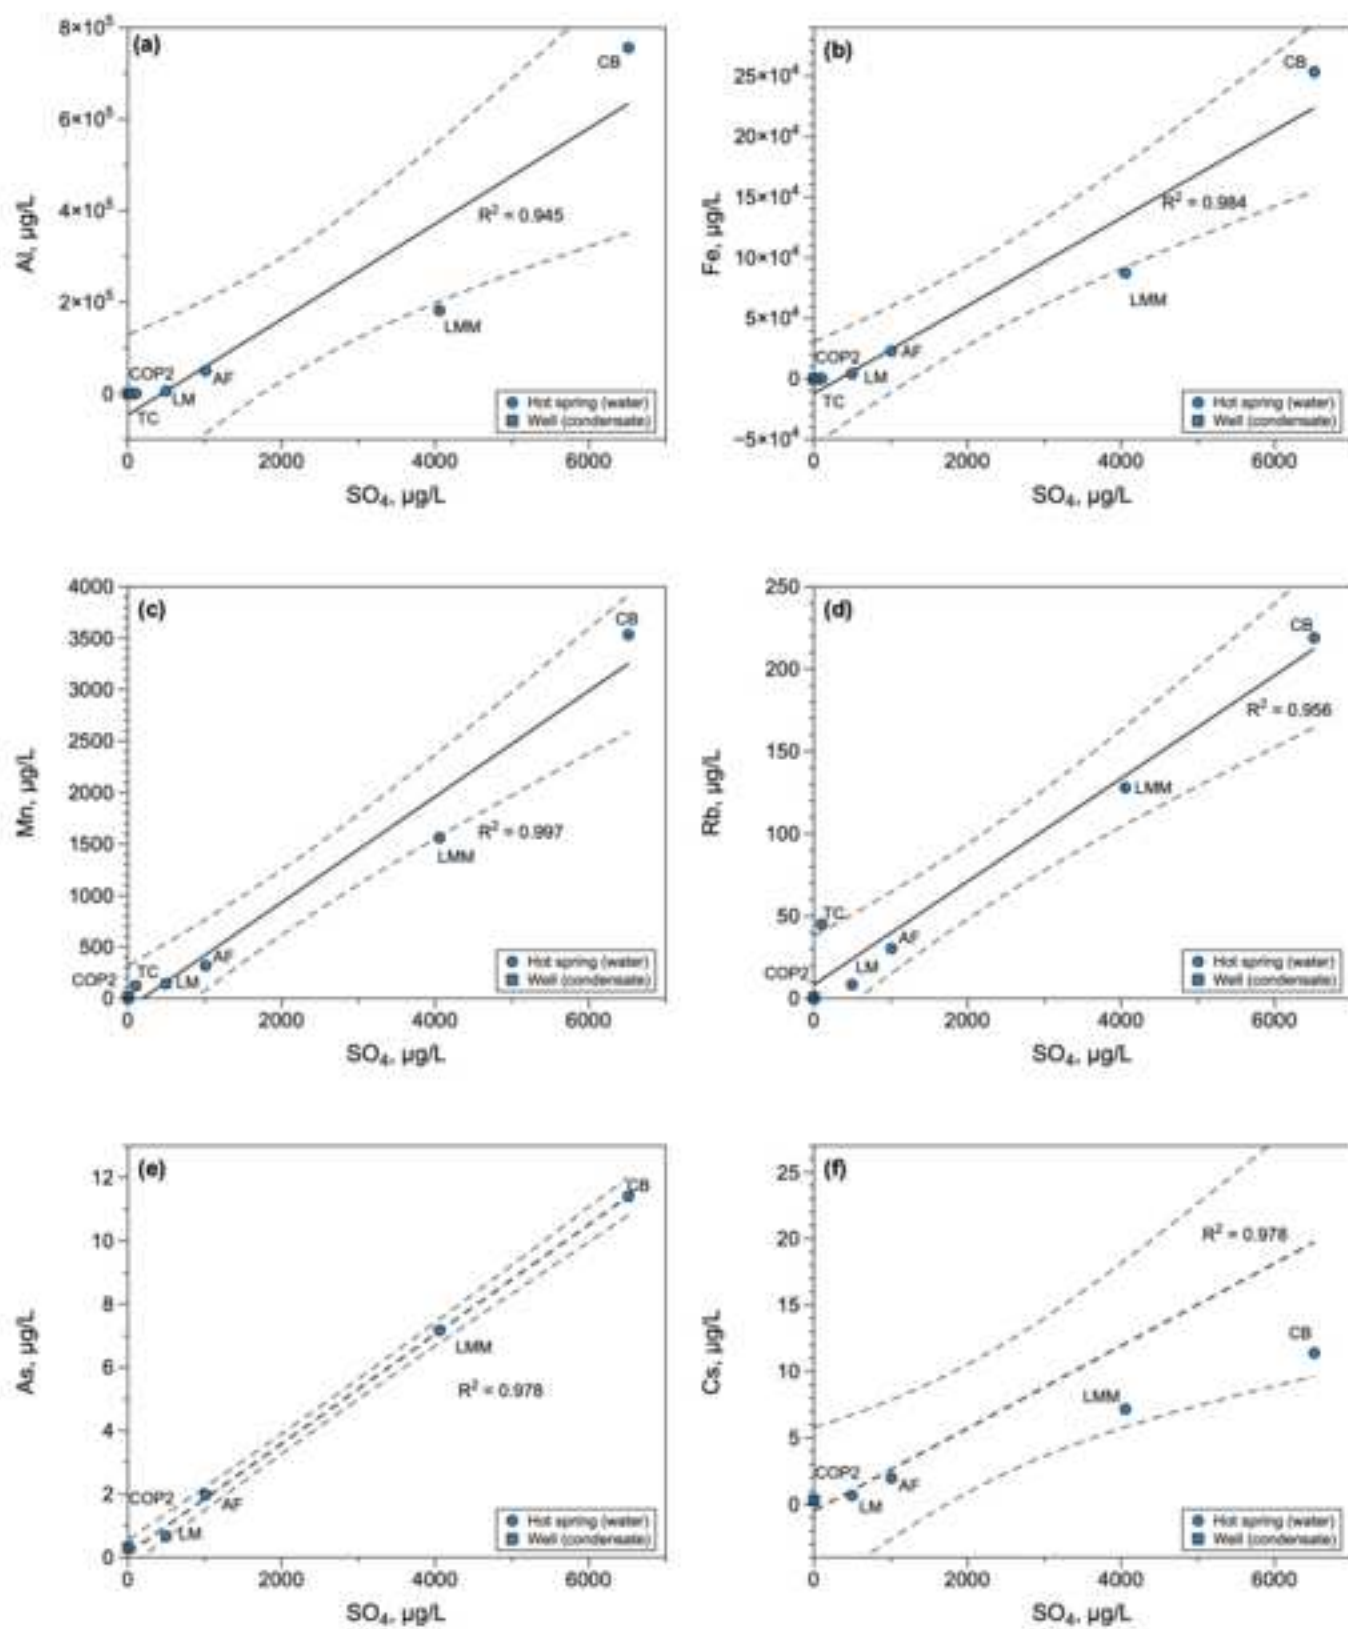 (a)
8×10⁵
6×10⁵
4×10⁵
2×10⁵
0
Al, µg/L
CB
R² = 0.945
LMM
COP2
AF
LM
TC
Hot spring (water)
Well (condensate)
0 2000 4000 6000
SO₄, µg/L
(b)
25×10⁴
20×10⁴
15×10⁴
10×10⁴
5×10⁴
0
−5×10⁴
Fe, µg/L
CB
R² = 0.984
LMM
COP2
AF
LM
TC
Hot spring (water)
Well (condensate)
0 2000 4000 6000
SO₄, µg/L
(c)
4000
3500
3000
2500
2000
1500
1000
500
0
Mn, µg/L
CB
R² = 0.997
LMM
AF
TC
COP2
LM
Hot spring (water)
Well (condensate)
0 2000 4000 6000
SO₄, µg/L
(d)
250
200
150
100
50
0
Rb, µg/L
CB
R² = 0.956
LMM
TC
AF
COP2
LM
Hot spring (water)
Well (condensate)
0 2000 4000 6000
SO₄, µg/L
(e)
12
10
8
6
4
2
0
As, µg/L
CB
LMM
R² = 0.978
COP2
AF
LM
Hot spring (water)
Well (condensate)
0 2000 4000 6000
SO₄, µg/L
(f)
25
20
15
10
5
0
Cs, µg/L
R² = 0.978
CB
LMM
COP2
AF
LM
Hot spring (water)
Well (condensate)
0 2000 4000 6000
SO₄, µg/L